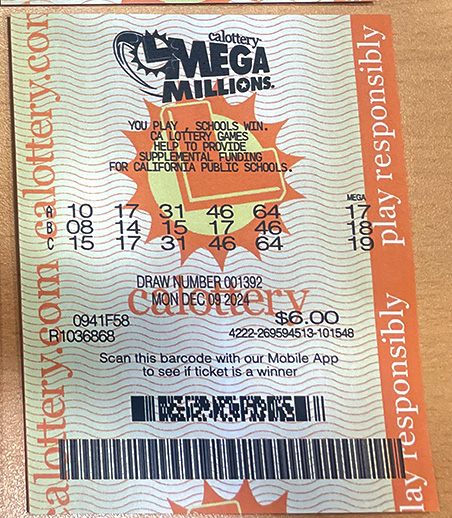 calottery
MEGA
MILLIONS.
YOU PLAY, SCHOOLS WIN.
CA LOTTERY GAMES
HELP TO PROVIDE
SUPPLEMENTAL FUNDING
FOR CALIFORNIA PUBLIC SCHOOLS.
MEGA
A 10 17 31 46 64 17
B 08 14 15 17 46 18
C 15 17 31 46 64 19
DRAW NUMBER 001392
MON DEC 09 2024
calottery
0941F58 $6.00
R1036868 4222-269594513-101548
Scan this barcode with our Mobile App
to see if ticket is a winner
calottery.com calottery.com
play responsibly
lay responsibly